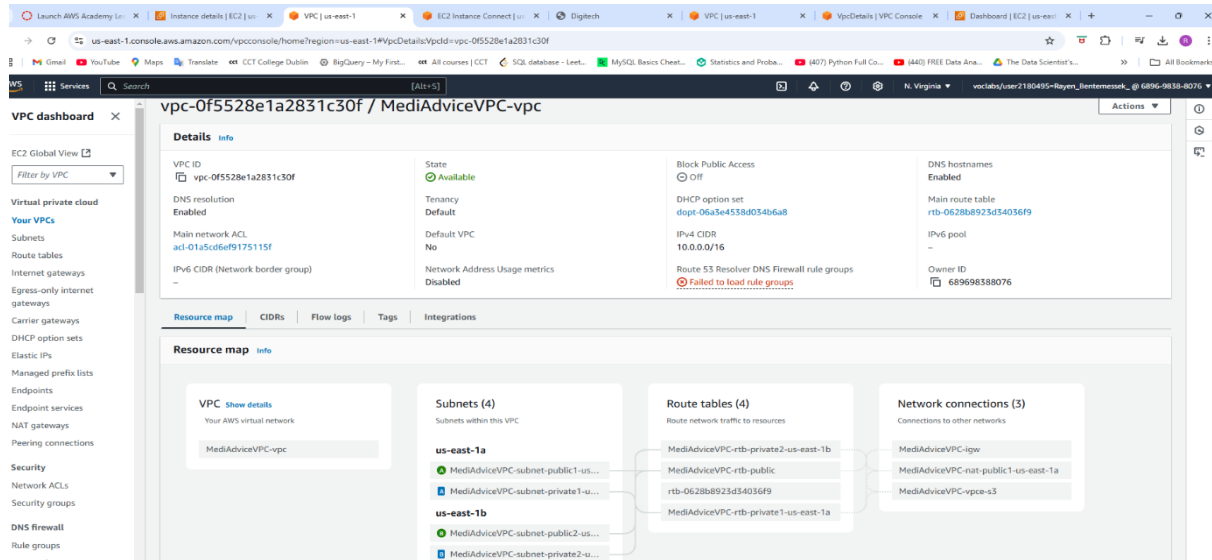 Launch AWS Academy Le
Instance details | EC2 | us-
VPC | us-east-1
EC2 Instance Connect | us
Digitech
VPC | us-east-1
VpcDetails | VPC Console
Dashboard | EC2 | us-east
us-east-1.console.aws.amazon.com/vpcconsole/home?region=us-east-1#VpcDetails:VpcId=vpc-0f5528e1a2831c30f
Gmail
YouTube
Maps
Translate
CCT College Dublin
BigQuery – My First...
All courses | CCT
SQL database - Leet...
MySQL Basics Cheat...
Statistics and Proba...
(407) Python Full Co...
(440) FREE Data Ana...
The Data Scientist's...
All Bookmarks
Services
Search
[Alt+S]
N. Virginia
voclabs/user2180495=Rayen_Bentemessek_ @ 6896-9838-8076
VPC dashboard
EC2 Global View
Filter by VPC
Virtual private cloud
Your VPCs
Subnets
Route tables
Internet gateways
Egress-only internet
gateways
Carrier gateways
DHCP option sets
Elastic IPs
Managed prefix lists
Endpoints
Endpoint services
NAT gateways
Peering connections
Security
Network ACLs
Security groups
DNS firewall
Rule groups
vpc-0f5528e1a2831c30f / MediAdviceVPC-vpc
Actions
Details Info
VPC ID
vpc-0f5528e1a2831c30f
State
Available
Block Public Access
Off
DNS hostnames
Enabled
DNS resolution
Enabled
Tenancy
Default
DHCP option set
dopt-06a3e4538d034b6a8
Main route table
rtb-0628b8923d34036f9
Main network ACL
acl-01a5cd6ef9175115f
Default VPC
No
IPv4 CIDR
10.0.0.0/16
IPv6 pool
–
IPv6 CIDR (Network border group)
–
Network Address Usage metrics
Disabled
Route 53 Resolver DNS Firewall rule groups
Failed to load rule groups
Owner ID
689698388076
Resource map
CIDRs
Flow logs
Tags
Integrations
Resource map Info
VPC Show details
Your AWS virtual network
MediAdviceVPC-vpc
Subnets (4)
Subnets within this VPC
us-east-1a
MediAdviceVPC-subnet-public1-us...
MediAdviceVPC-subnet-private1-u...
us-east-1b
MediAdviceVPC-subnet-public2-us...
MediAdviceVPC-subnet-private2-u...
Route tables (4)
Route network traffic to resources
MediAdviceVPC-rtb-private2-us-east-1b
MediAdviceVPC-rtb-public
rtb-0628b8923d34036f9
MediAdviceVPC-rtb-private1-us-east-1a
Network connections (3)
Connections to other networks
MediAdviceVPC-igw
MediAdviceVPC-nat-public1-us-east-1a
MediAdviceVPC-vpce-s3